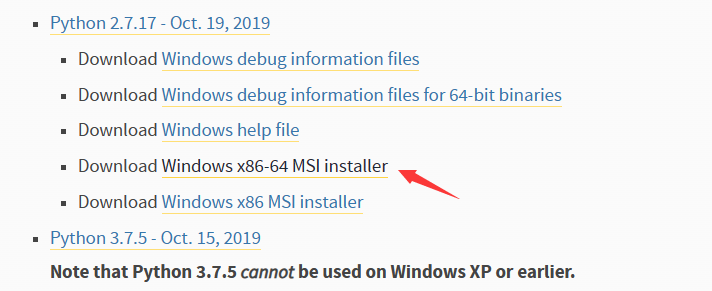 Python 2.7.17 - Oct. 19, 2019
Download Windows debug information files
Download Windows debug information files for 64-bit binaries
Download Windows help file
Download Windows x86-64 MSI installer
Download Windows x86 MSI installer
Python 3.7.5 - Oct. 15, 2019
Note that Python 3.7.5 cannot be used on Windows XP or earlier.